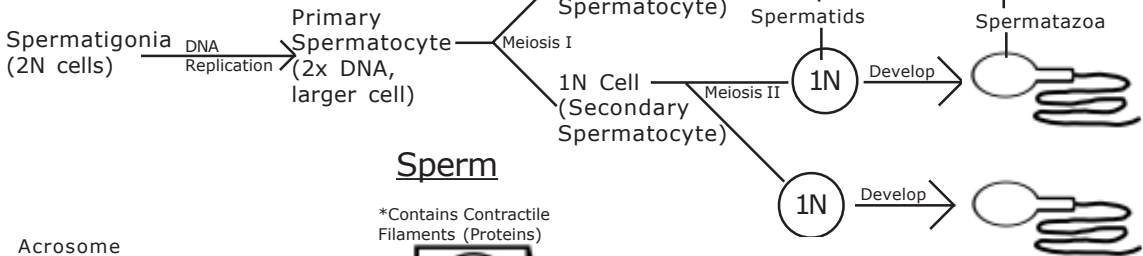 Spermatocyte)
Spermatids
Spermatazoa
Primary
Spermatocyte
(2x DNA,
larger cell)
Spermatigonia
(2N cells)
DNA
Replication
Meiosis I
1N Cell
(Secondary
Spermatocyte)
Meiosis II
1N
Develop
1N
Develop
Sperm
*Contains Contractile
Filaments (Proteins)
Acrosome